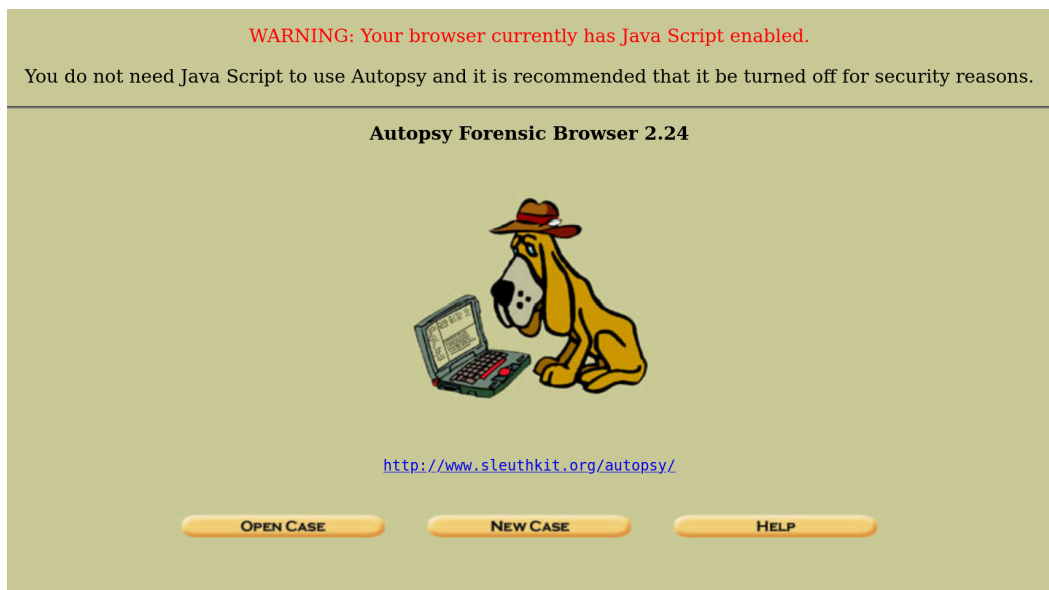 WARNING: Your browser currently has Java Script enabled.
You do not need Java Script to use Autopsy and it is recommended that it be turned off for security reasons.
Autopsy Forensic Browser 2.24
http://www.sleuthkit.org/autopsy/
OPEN CASE
NEW CASE
HELP